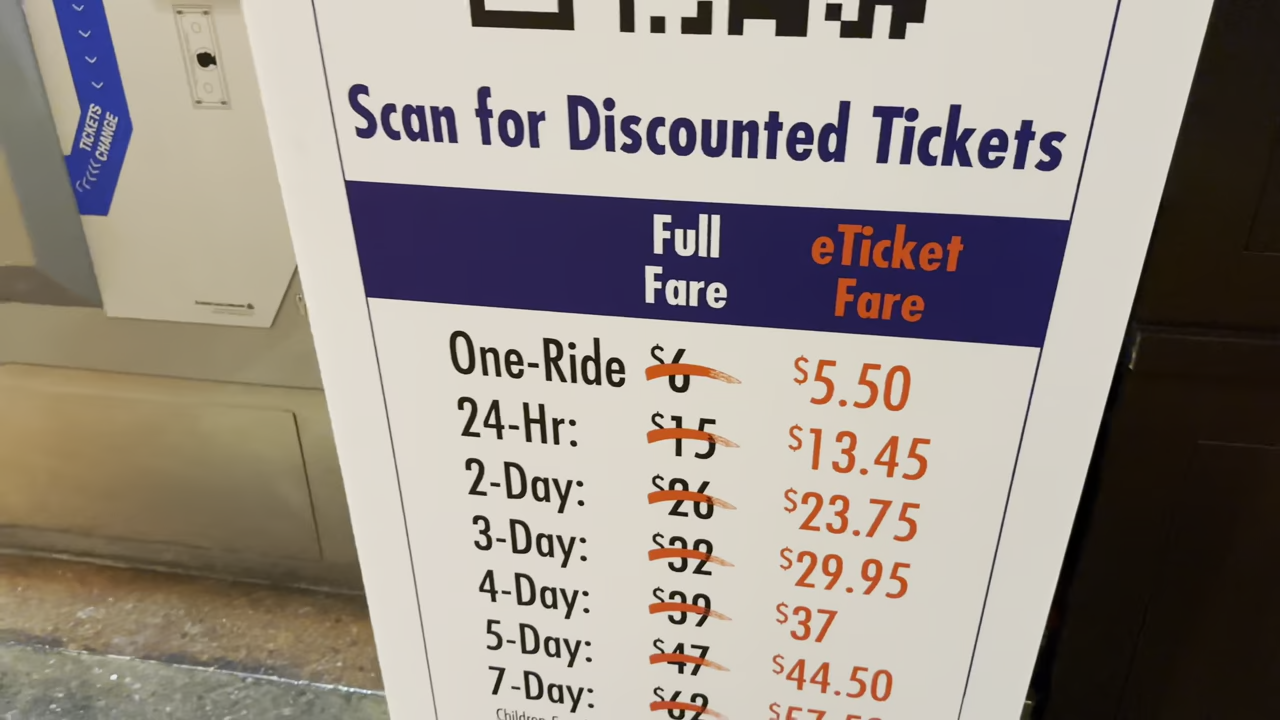 TICKETS
CHANGE
Scan for Discounted Tickets
Full Fare
eTicket Fare
One-Ride $6 $5.50
24-Hr: $15 $13.45
2-Day: $26 $23.75
3-Day: $32 $29.95
4-Day: $39 $37
5-Day: $47 $44.50
7-Day: $62
Children